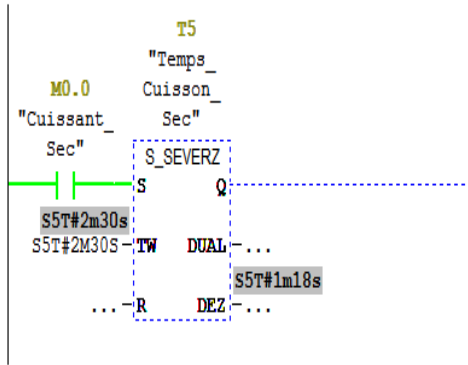 T5
"Temps_
M0.0 Cuisson_
"Cuissant_ Sec"
Sec" S_SEVERZ
S Q
S5T#2m30s
S5T#2M30S TW DUAL ...
S5T#1m18s
... R DEZ ...